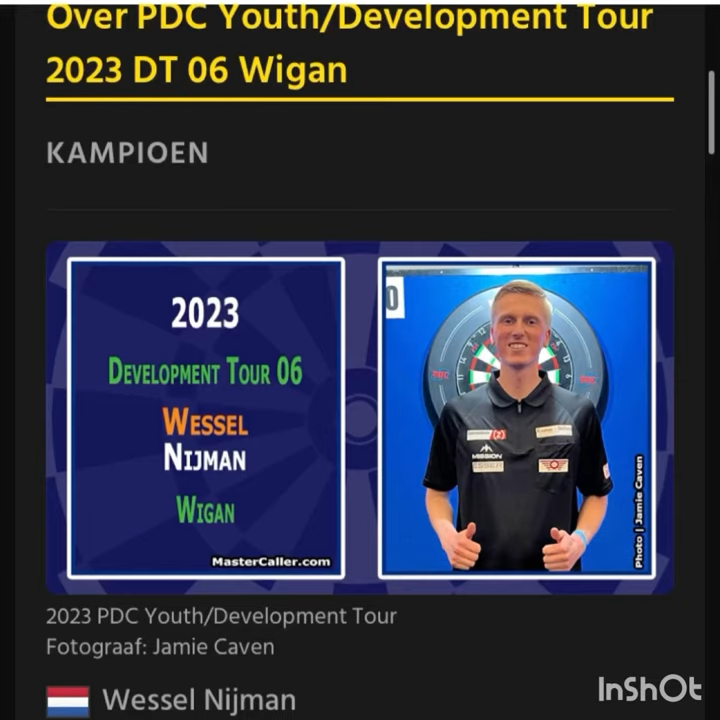 Over PDC Youth/Development Tour
2023 DT 06 Wigan
KAMPIOEN
2023
DEVELOPMENT TOUR 06
WESSEL
NIJMAN
WIGAN
MasterCaller.com
0
MISSION
Photo | Jamie Caven
2023 PDC Youth/Development Tour
Fotograaf: Jamie Caven
Wessel Nijman
InShOt